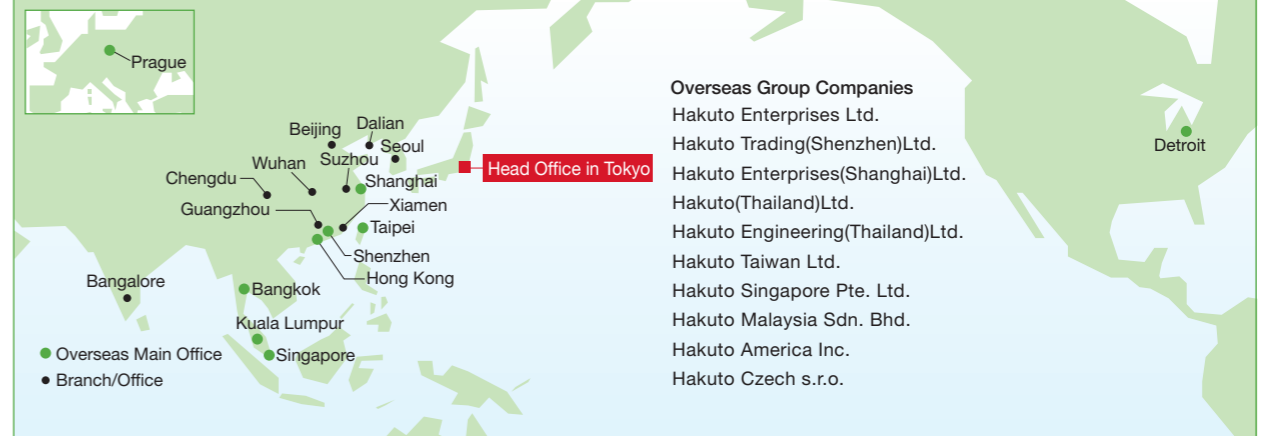 Prague
Beijing
Dalian
Seoul
Wuhan
Suzhou
Chengdu
Shanghai
Guangzhou
Xiamen
Taipei
Shenzhen
Hong Kong
Bangalore
Bangkok
Kuala Lumpur
Singapore
Head Office in Tokyo
Overseas Main Office
Branch/Office
Overseas Group Companies
Hakuto Enterprises Ltd.
Hakuto Trading(Shenzhen)Ltd.
Hakuto Enterprises(Shanghai)Ltd.
Hakuto(Thailand)Ltd.
Hakuto Engineering(Thailand)Ltd.
Hakuto Taiwan Ltd.
Hakuto Singapore Pte. Ltd.
Hakuto Malaysia Sdn. Bhd.
Hakuto America Inc.
Hakuto Czech s.r.o.
Detroit